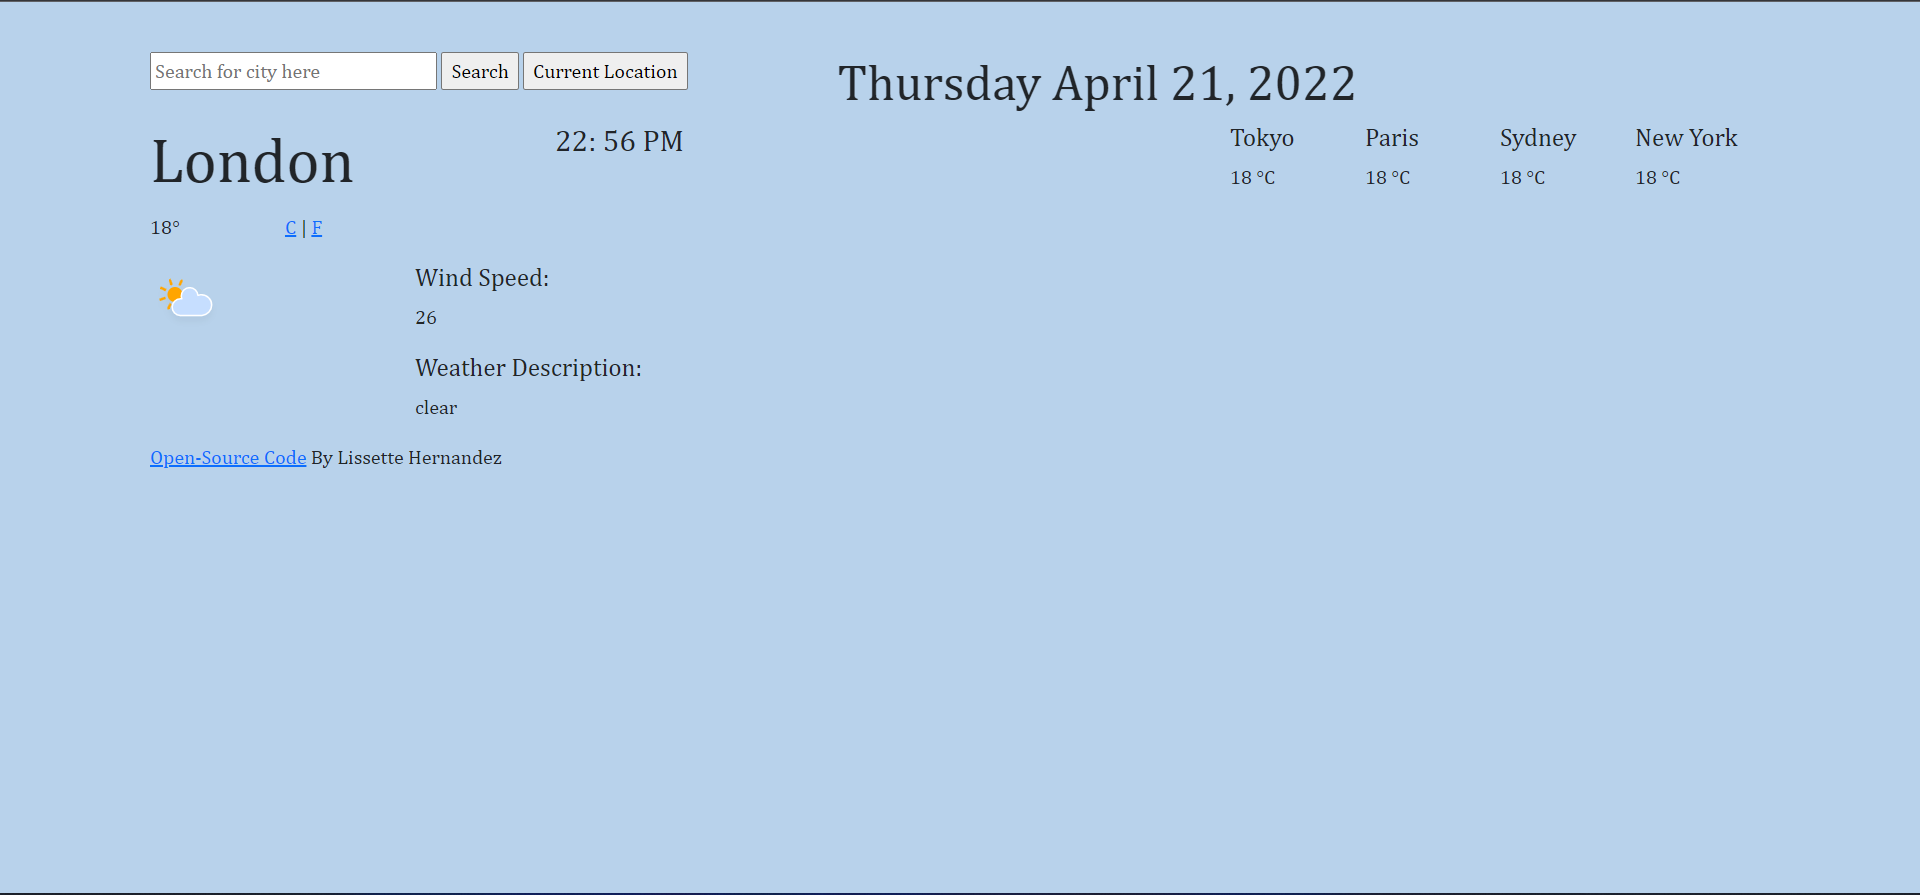 Search for city here Search Current Location
Thursday April 21, 2022
London 22: 56 PM
Tokyo Paris Sydney New York
18 °C 18 °C 18 °C 18 °C
18° C | F
Wind Speed:
26
Weather Description:
clear
Open-Source Code By Lissette Hernandez